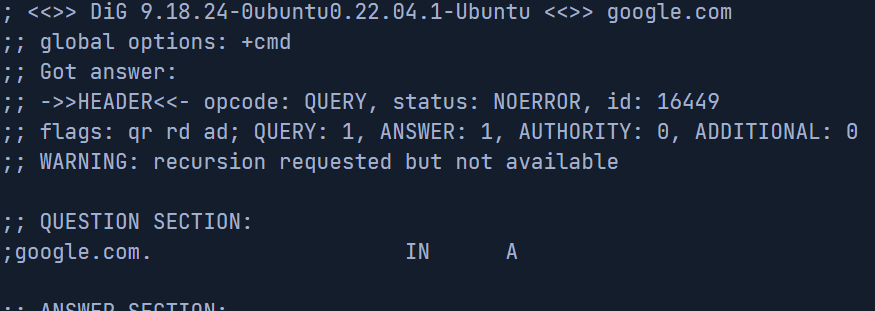 ; <<>> DiG 9.18.24-0ubuntu0.22.04.1-Ubuntu <<>> google.com
;; global options: +cmd
;; Got answer:
;; ->>HEADER<<- opcode: QUERY, status: NOERROR, id: 16449
;; flags: qr rd ad; QUERY: 1, ANSWER: 1, AUTHORITY: 0, ADDITIONAL: 0
;; WARNING: recursion requested but not available
;; QUESTION SECTION:
;google.com. IN A
;; ANSWER SECTION: